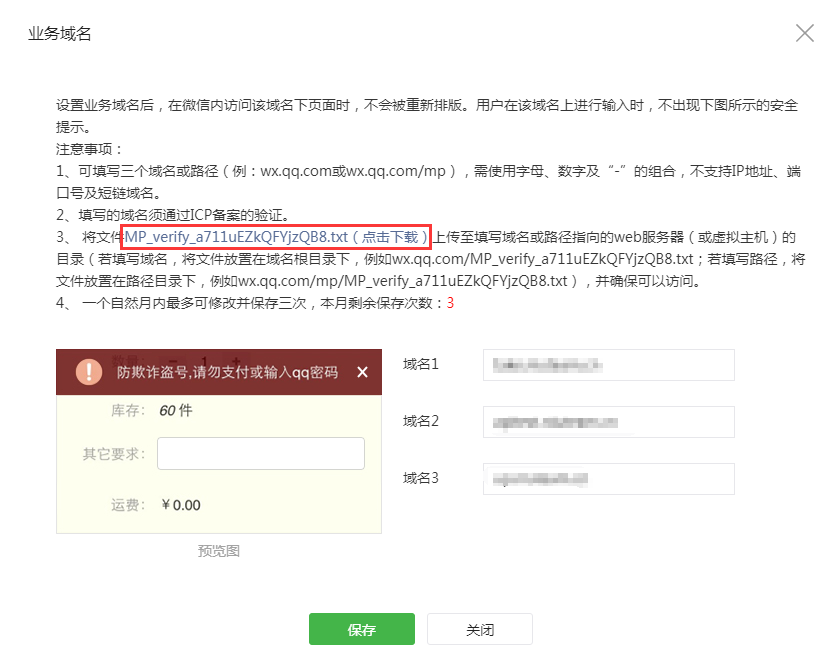 业务域名
设置业务域名后，在微信内访问该域名下页面时，不会被重新排版。用户在该域名上进行输入时，不出现下图所示的安全
提示。
注意事项：
1、可填写三个域名或路径（例：wx.qq.com或wx.qq.com/mp），需使用字母、数字及“-”的组合，不支持IP地址、端
口号及短链域名。
2、填写的域名须通过ICP备案的验证。
3、 将文件MP_verify_a711uEZkQFYjzQB8.txt（点击下载）上传至填写域名或路径指向的web服务器（或虚拟主机）的
目录（若填写域名，将文件放置在域名根目录下，例如wx.qq.com/MP_verify_a711uEZkQFYjzQB8.txt；若填写路径，将
文件放置在路径目录下，例如wx.qq.com/mp/MP_verify_a711uEZkQFYjzQB8.txt），并确保可以访问。
4、 一个自然月内最多可修改并保存三次，本月剩余保存次数：3
数量： 1
防欺诈盗号,请勿支付或输入qq密码
库存： 60 件
其它要求：
运费： ￥0.00
预览图
域名1
域名2
域名3
保存
关闭